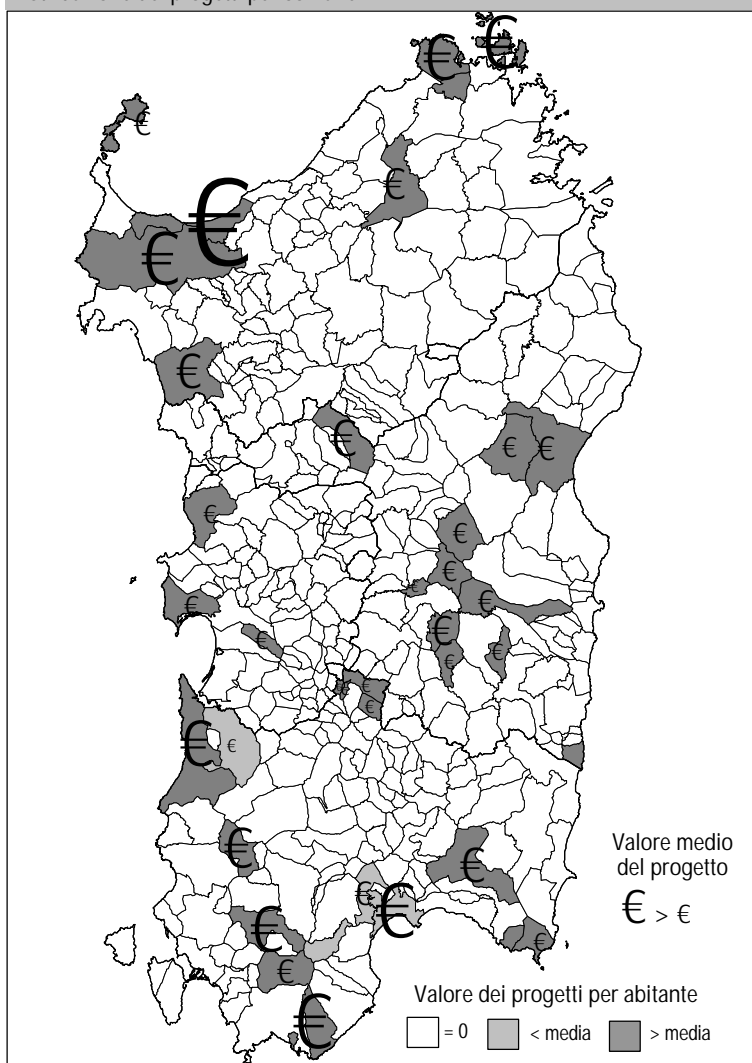 Valore medio
del progetto
€ > €
Valore dei progetti per abitante
= 0 < media > media